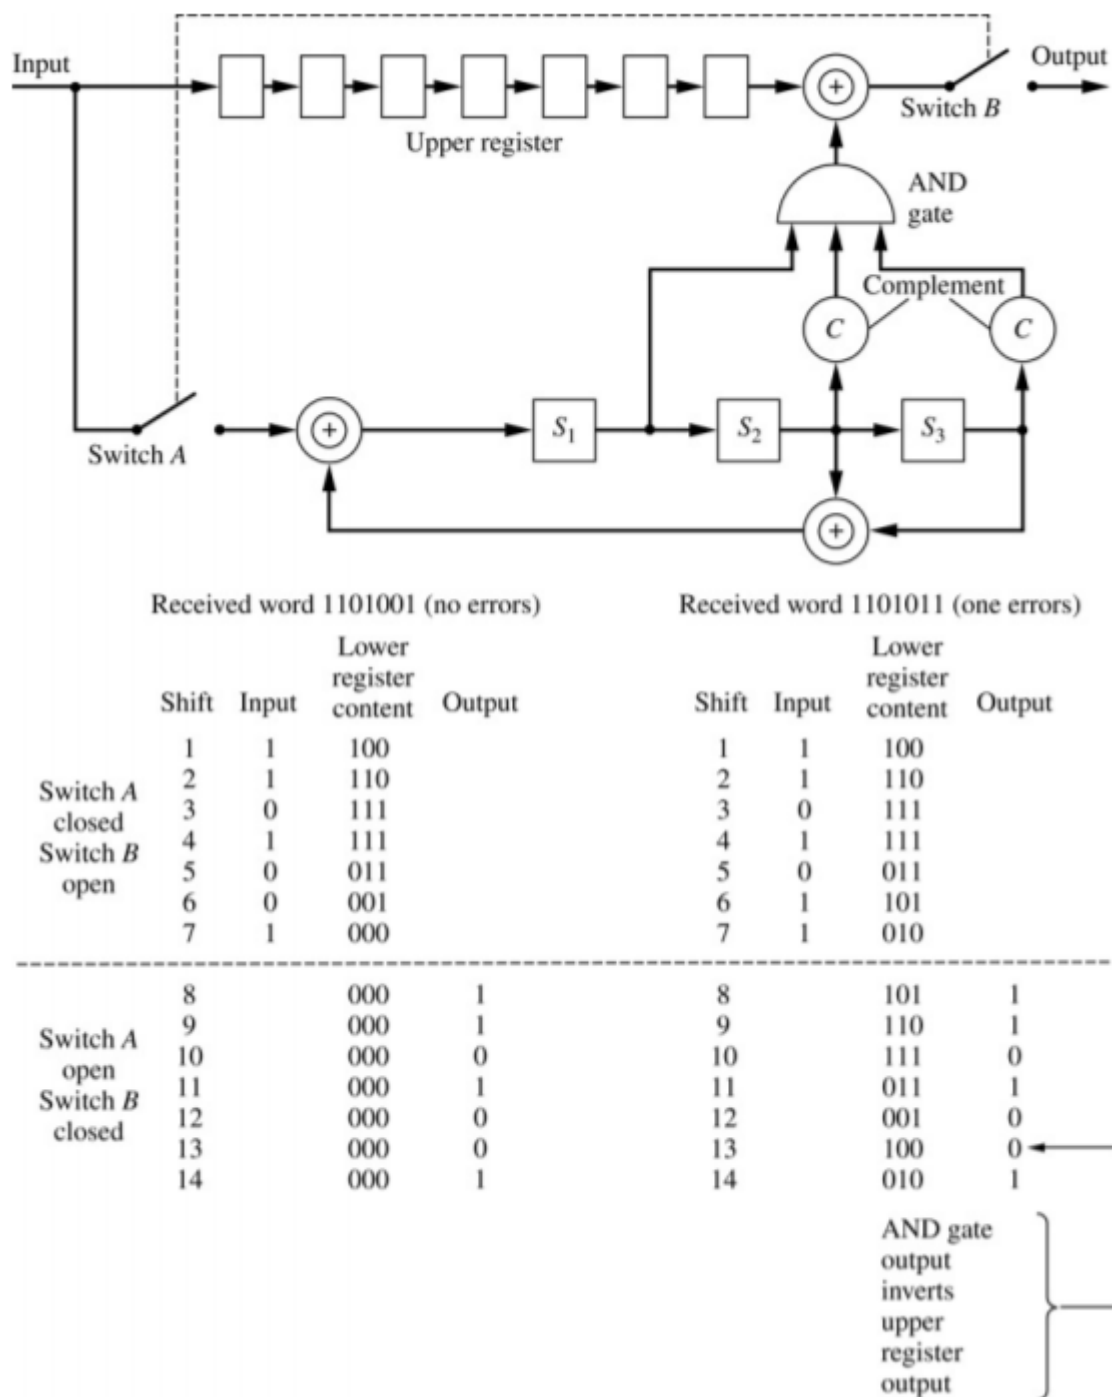 Input
Output
Switch B
Upper register
AND
gate
Complement
C
C
S1
S2
S3
Switch A
Received word 1101001 (no errors)
Lower
register
Shift Input content Output
1 1 100
2 1 110
3 0 111
4 1 111
5 0 011
6 0 001
7 1 000
Switch A
closed
Switch B
open
8 000 1
9 000 1
10 000 0
11 000 1
12 000 0
13 000 0
14 000 1
Switch A
open
Switch B
closed
Received word 1101011 (one errors)
Lower
register
Shift Input content Output
1 1 100
2 1 110
3 0 111
4 1 111
5 0 011
6 1 101
7 1 010
8 101 1
9 110 1
10 111 0
11 011 1
12 001 0
13 100 0
14 010 1
AND gate
output
inverts
upper
register
output